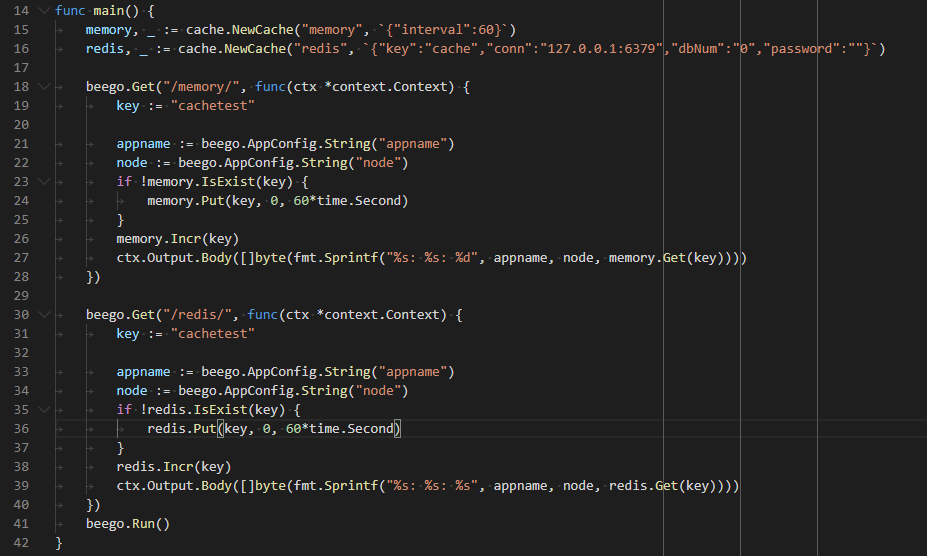 14 func main() {
15 memory, _ := cache.NewCache("memory", `{"interval":60}`)
16 redis, _ := cache.NewCache("redis", `{"key":"cache","conn":"127.0.0.1:6379","dbNum":"0","password":""}`)
17
18 beego.Get("/memory/", func(ctx *context.Context) {
19 key := "cachetest"
20
21 appname := beego.AppConfig.String("appname")
22 node := beego.AppConfig.String("node")
23 if !memory.IsExist(key) {
24 memory.Put(key, 0, 60*time.Second)
25 }
26 memory.Incr(key)
27 ctx.Output.Body([]byte(fmt.Sprintf("%s: %s: %d", appname, node, memory.Get(key))))
28 })
29
30 beego.Get("/redis/", func(ctx *context.Context) {
31 key := "cachetest"
32
33 appname := beego.AppConfig.String("appname")
34 node := beego.AppConfig.String("node")
35 if !redis.IsExist(key) {
36 redis.Put(key, 0, 60*time.Second)
37 }
38 redis.Incr(key)
39 ctx.Output.Body([]byte(fmt.Sprintf("%s: %s: %s", appname, node, redis.Get(key))))
40 })
41 beego.Run()
42 }